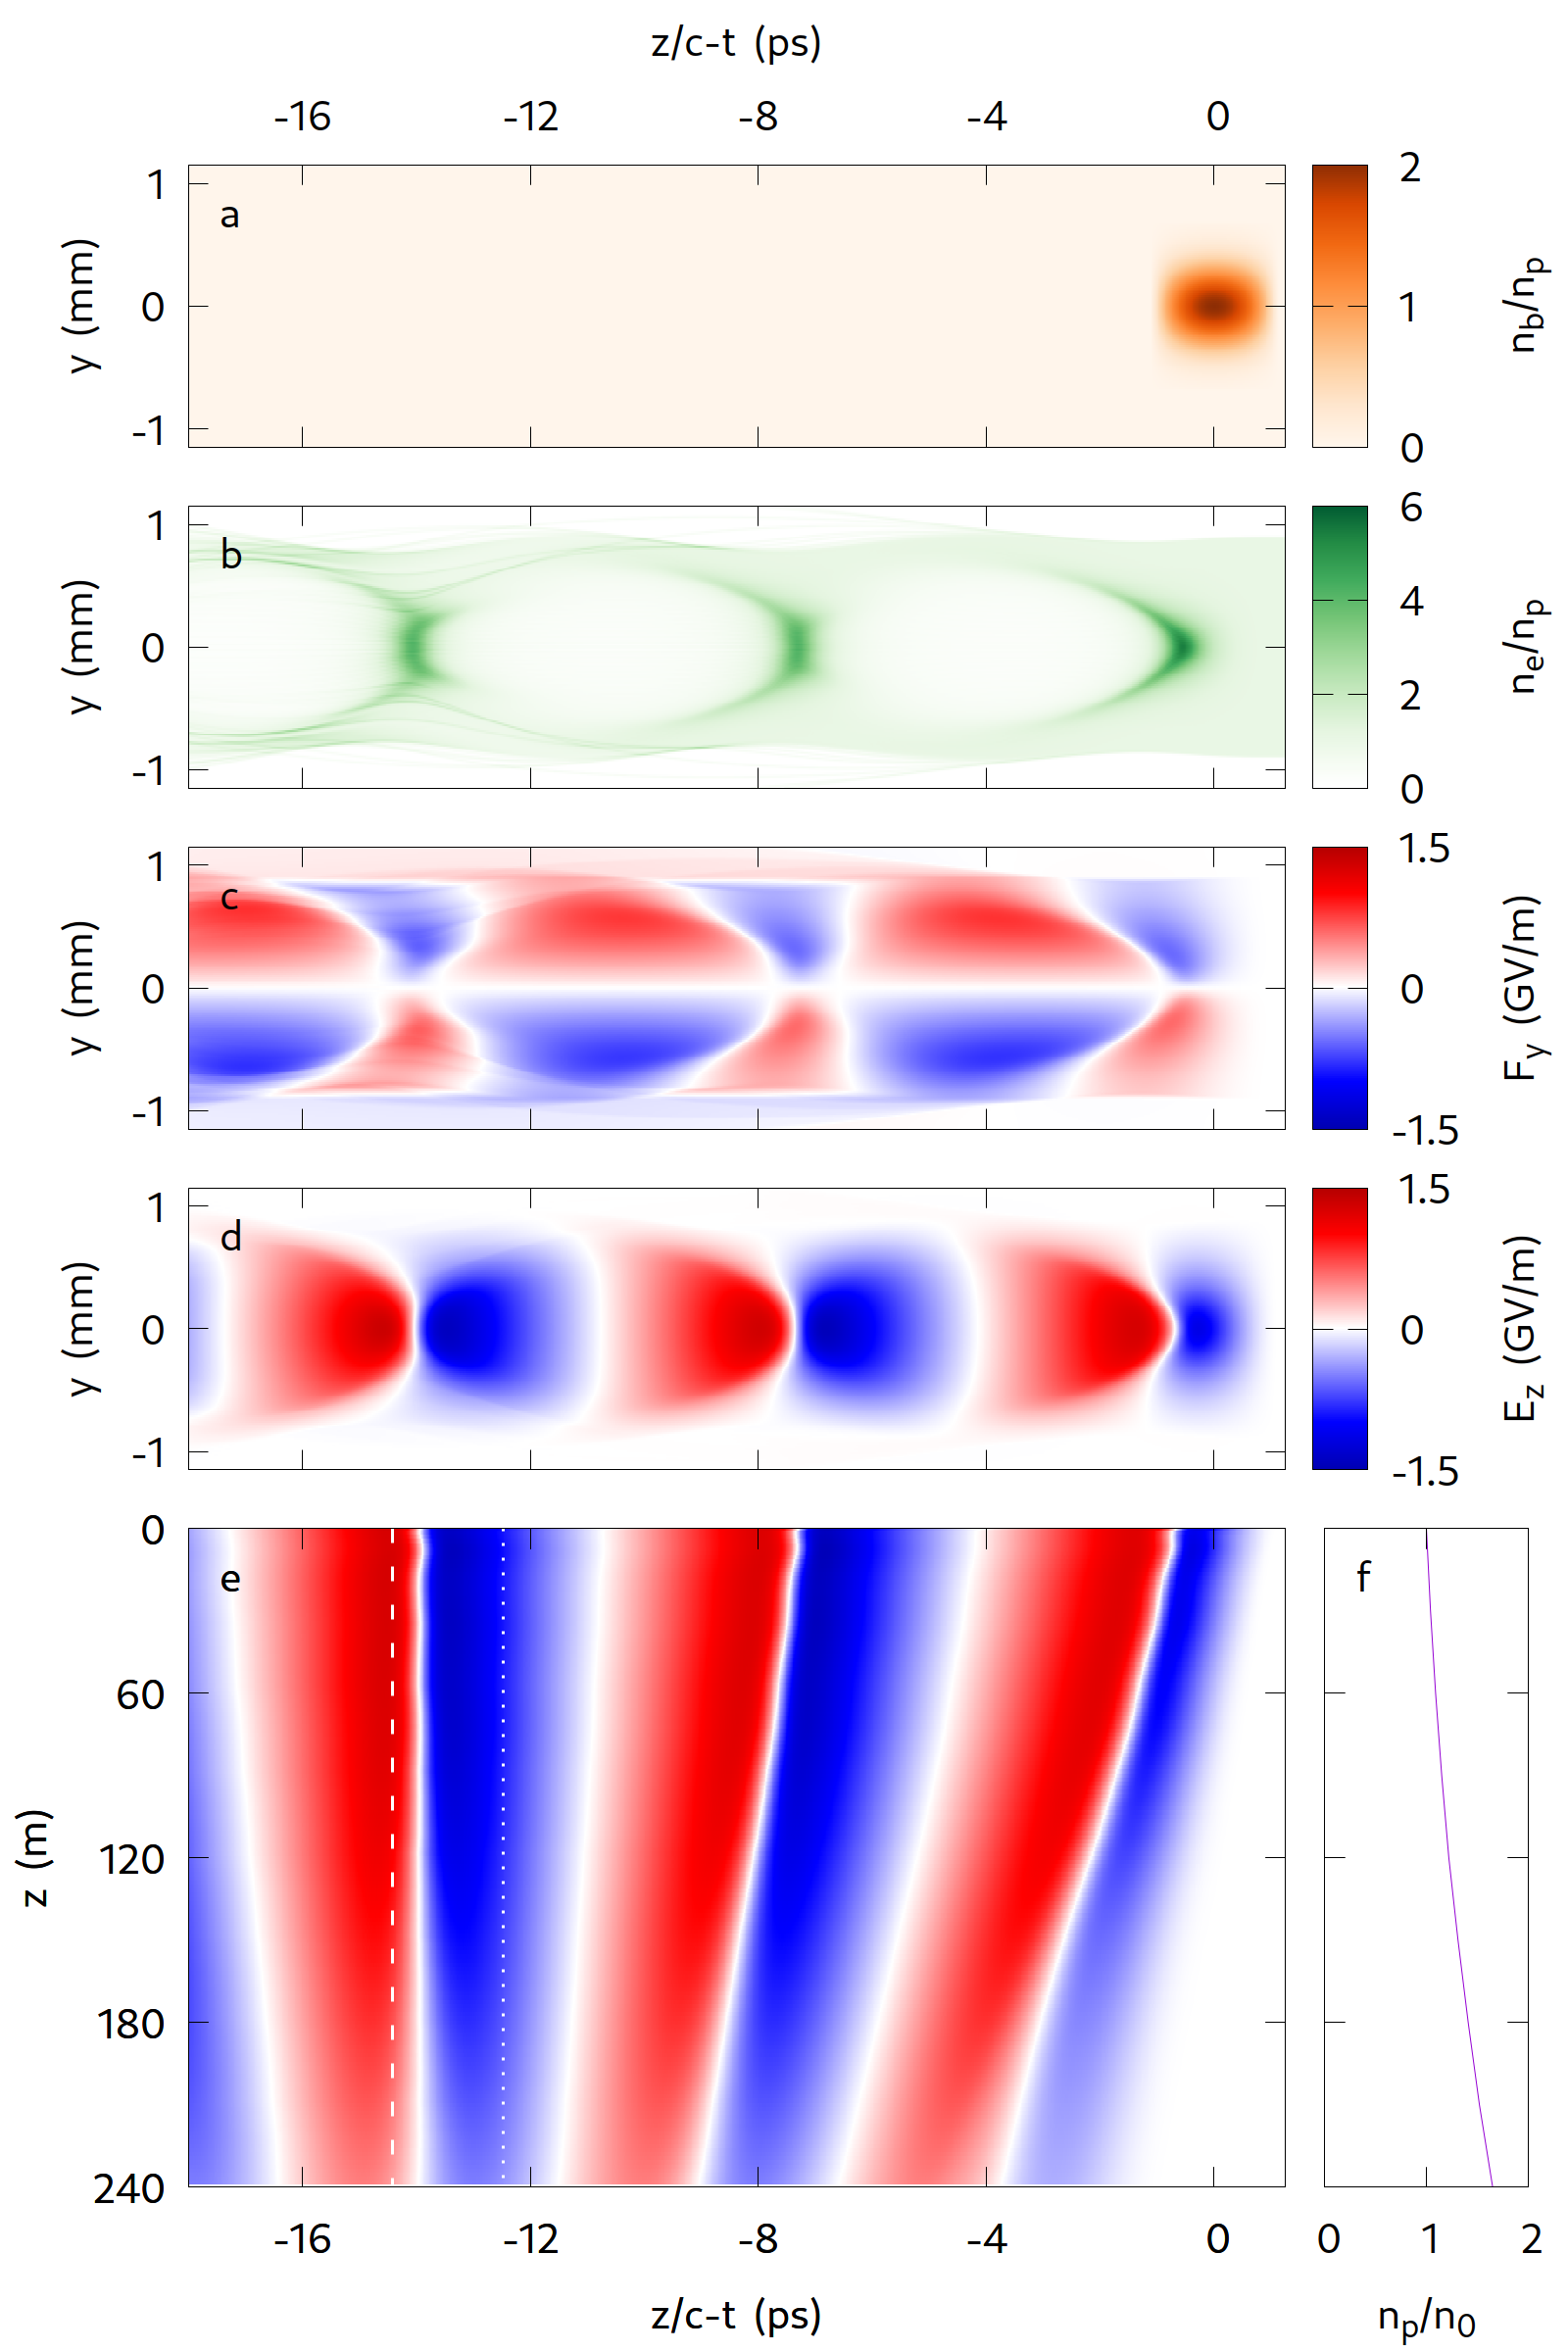 z/c-t (ps)
-16 -12 -8 -4 0
1 a 2
y (mm) 0 1 n_b/n_p
-1 0
1 b 6
4
y (mm) 0 n_e/n_p
2
-1 0
1 c 1.5
y (mm) 0 0 F_y (GV/m)
-1 -1.5
1 d 1.5
y (mm) 0 0 E_z (GV/m)
-1 -1.5
0
e f
60
z (m) 120
180
240
-16 -12 -8 -4 0 0 1 2
z/c-t (ps) n_p/n_0